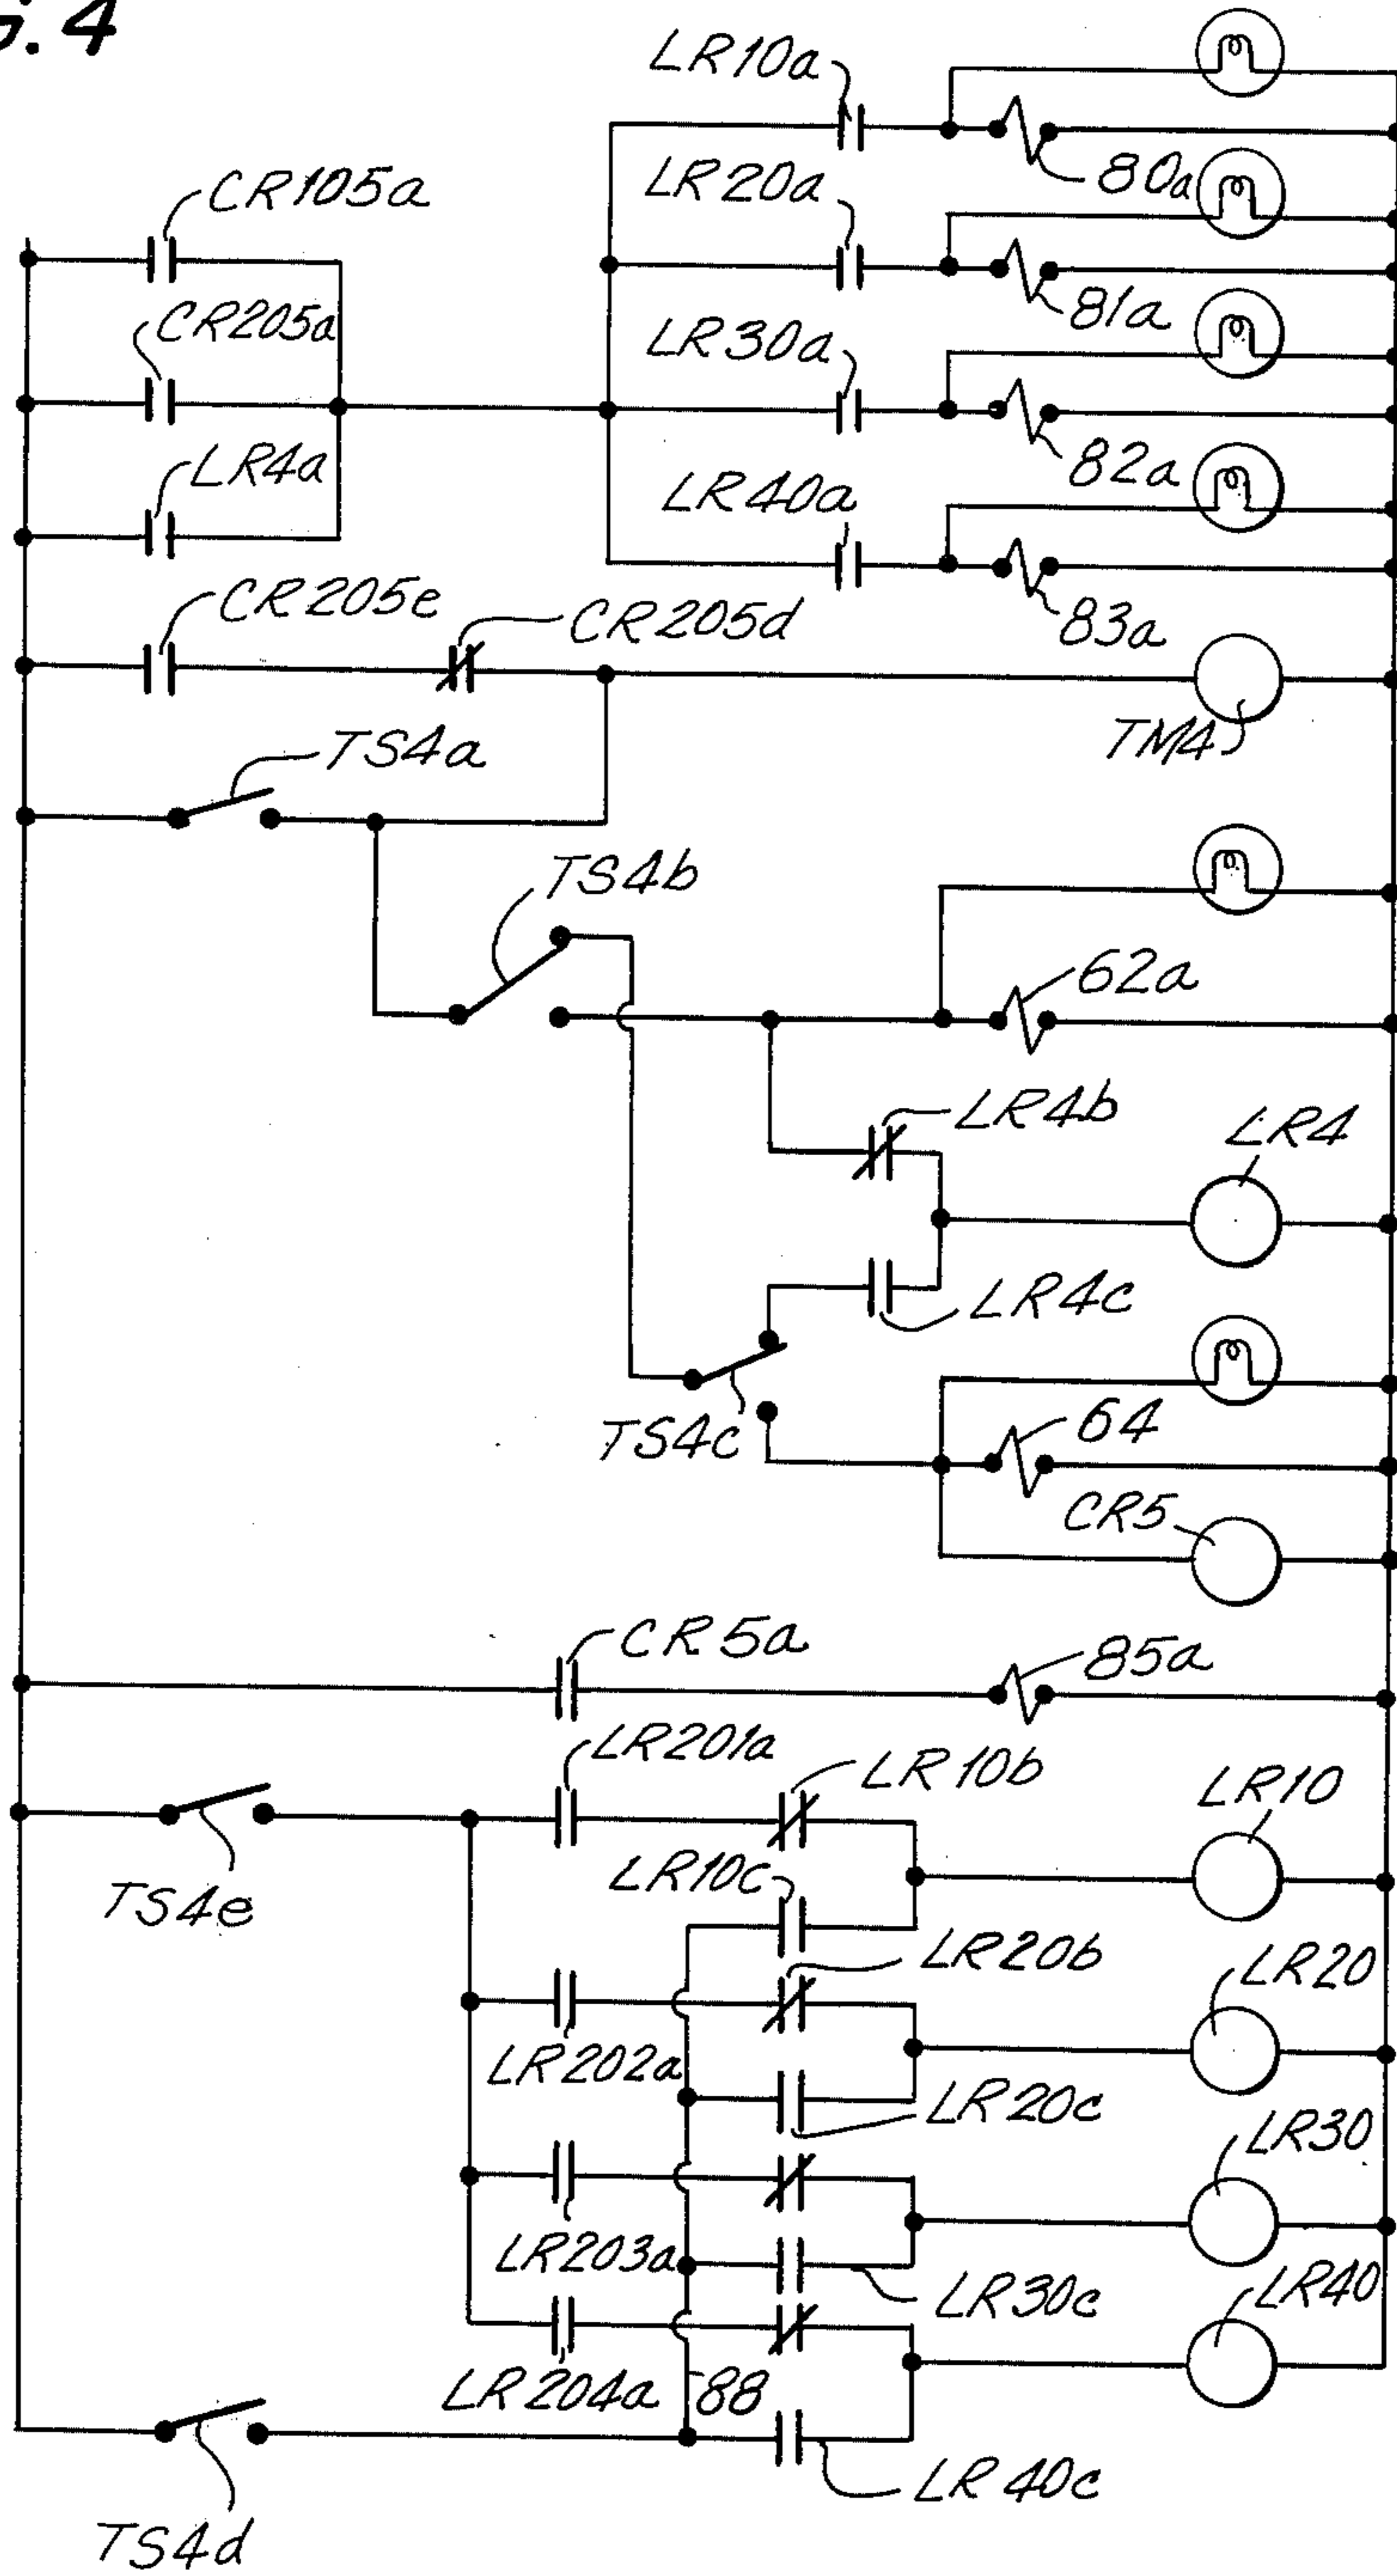 G. 4
LR10a
80a
CR105a
LR20a
81a
CR205a
LR30a
82a
LR4a
LR40a
83a
CR205e
CR205d
TM4
TS4a
TS4b
62a
LR4b
LR4
LR4c
TS4c
64
CR5
CR5a
85a
LR201a
LR10b
LR10
TS4e
LR10c
LR20b
LR20
LR202a
LR20c
LR30
LR203a
LR30c
LR40
LR204a
88
LR40c
TS4d